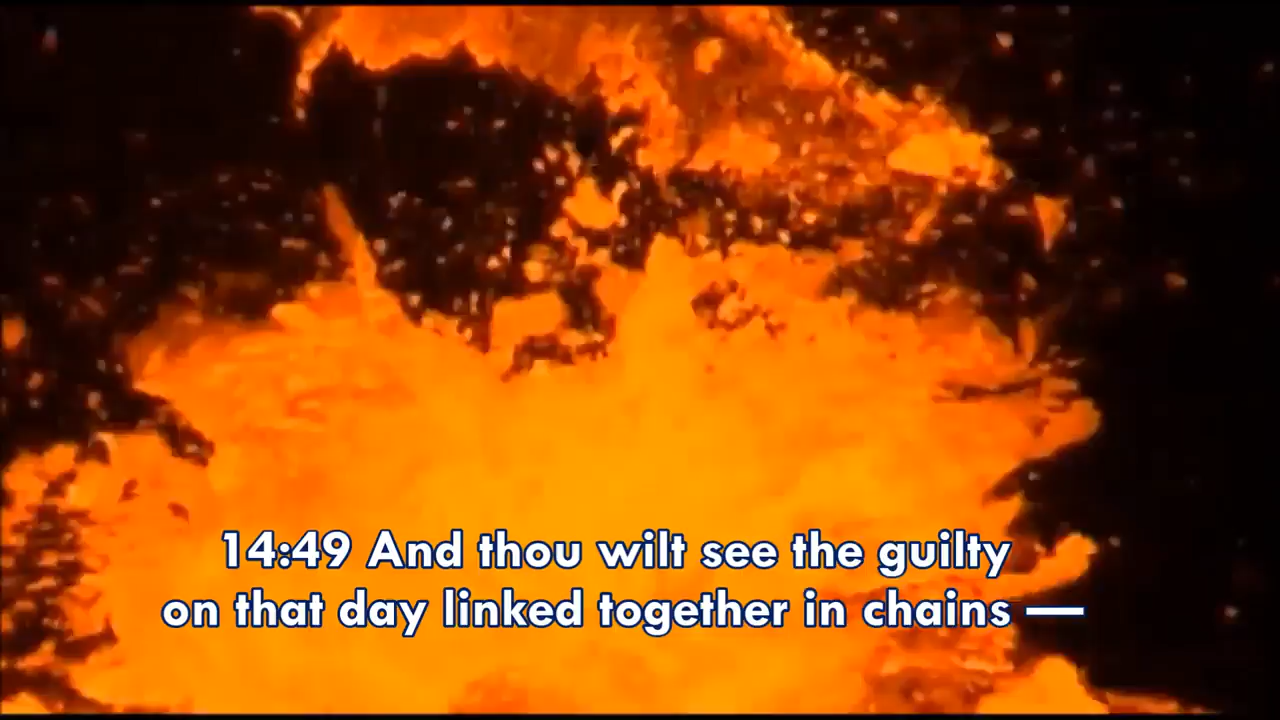 14:49 And thou wilt see the guilty
on that day linked together in chains —